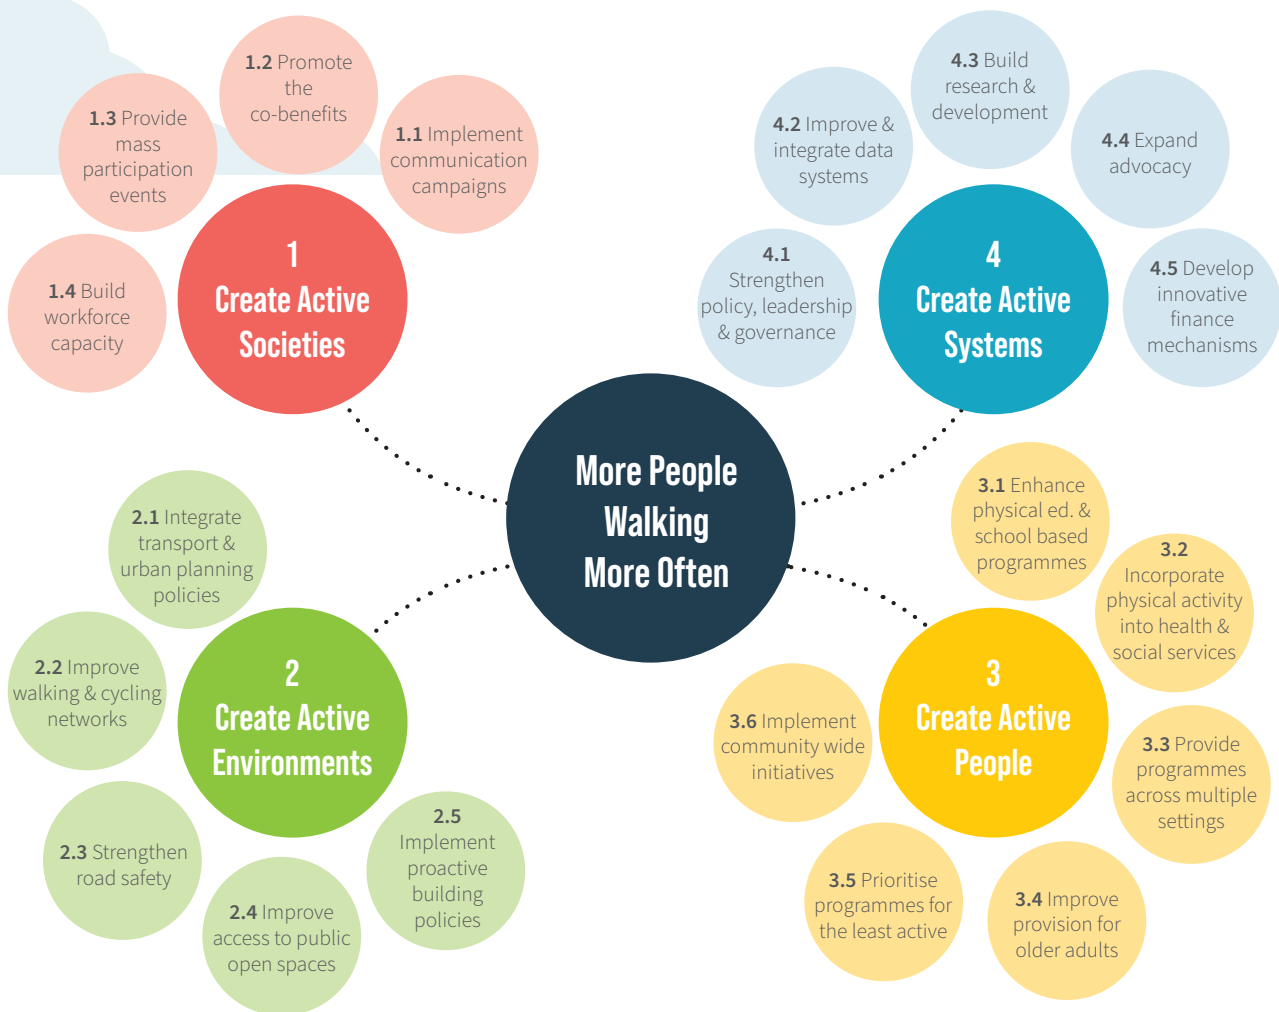 1.2 Promote
the
co-benefits
1.3 Provide
mass
participation
events
1.1 Implement
communication
campaigns
1.4 Build
workforce
capacity
1
Create Active
Societies
4.3 Build
research &
development
4.2 Improve &
integrate data
systems
4.4 Expand
advocacy
4.1
Strengthen
policy, leadership
& governance
4.5 Develop
innovative
finance
mechanisms
4
Create Active
Systems
More People
Walking
More Often
2.1 Integrate
transport &
urban planning
policies
2.2 Improve
walking & cycling
networks
2
Create Active
Environments
2.3 Strengthen
road safety
2.4 Improve
access to public
open spaces
2.5
Implement
proactive
building
policies
3.1 Enhance
physical ed. &
school based
programmes
3.2
Incorporate
physical activity
into health &
social services
3
Create Active
People
3.6 Implement
community wide
initiatives
3.3 Provide
programmes
across multiple
settings
3.5 Prioritise
programmes for
the least active
3.4 Improve
provision for
older adults